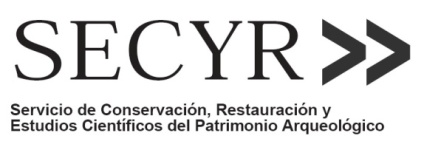 SECYR
Servicio de Conservación, Restauración y
Estudios Científicos del Patrimonio Arqueológico